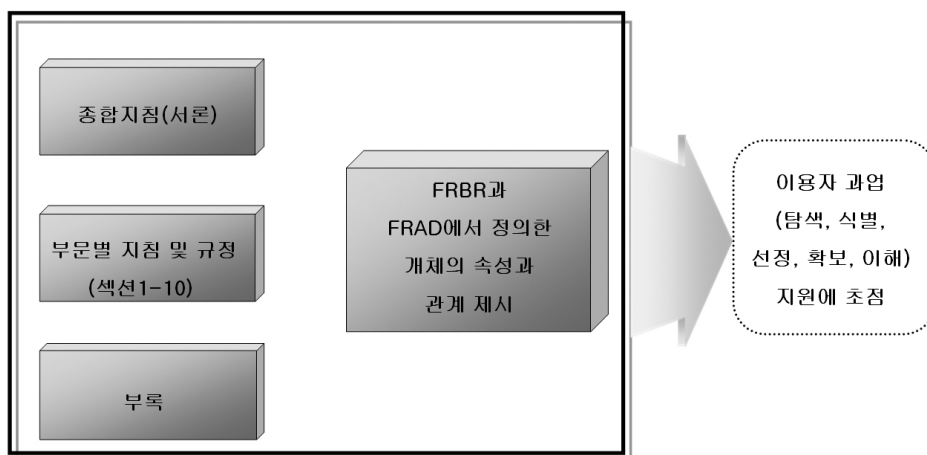 종합지침(서론)
부문별 지침 및 규정
(섹션1-10)
부록
FRBR과
FRAD에서 정의한
개체의 속성과
관계 제시
이용자 과업
(탐색, 식별,
선정, 확보, 이해)
지원에 초점